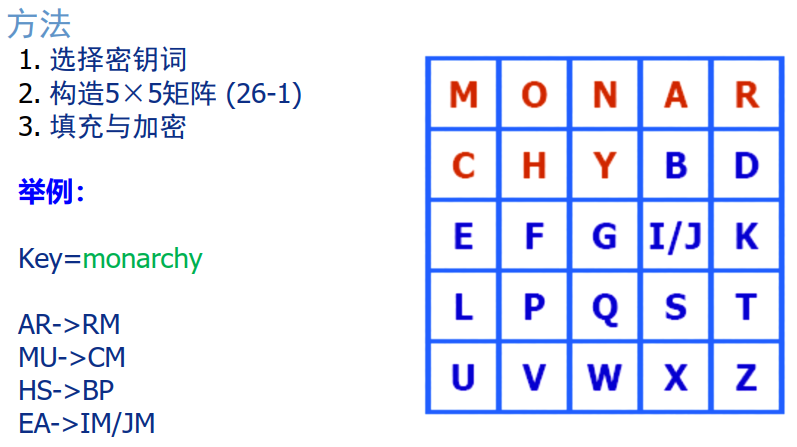 方法
1. 选择密钥词
2. 构造5×5矩阵 (26-1)
3. 填充与加密
举例：
Key=monarchy
AR->RM
MU->CM
HS->BP
EA->IM/JM
M O N A R
C H Y B D
E F G I/J K
L P Q S T
U V W X Z